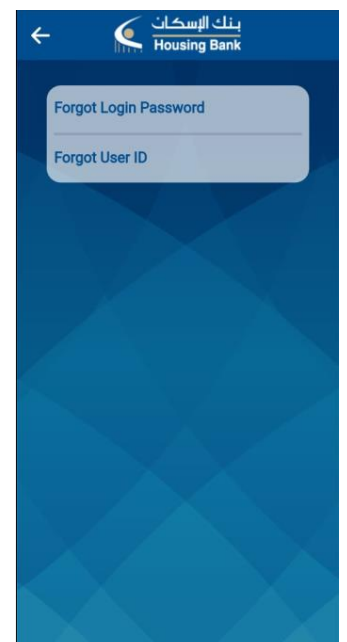 بنك الإسكان
Housing Bank
Forgot Login Password
Forgot User ID